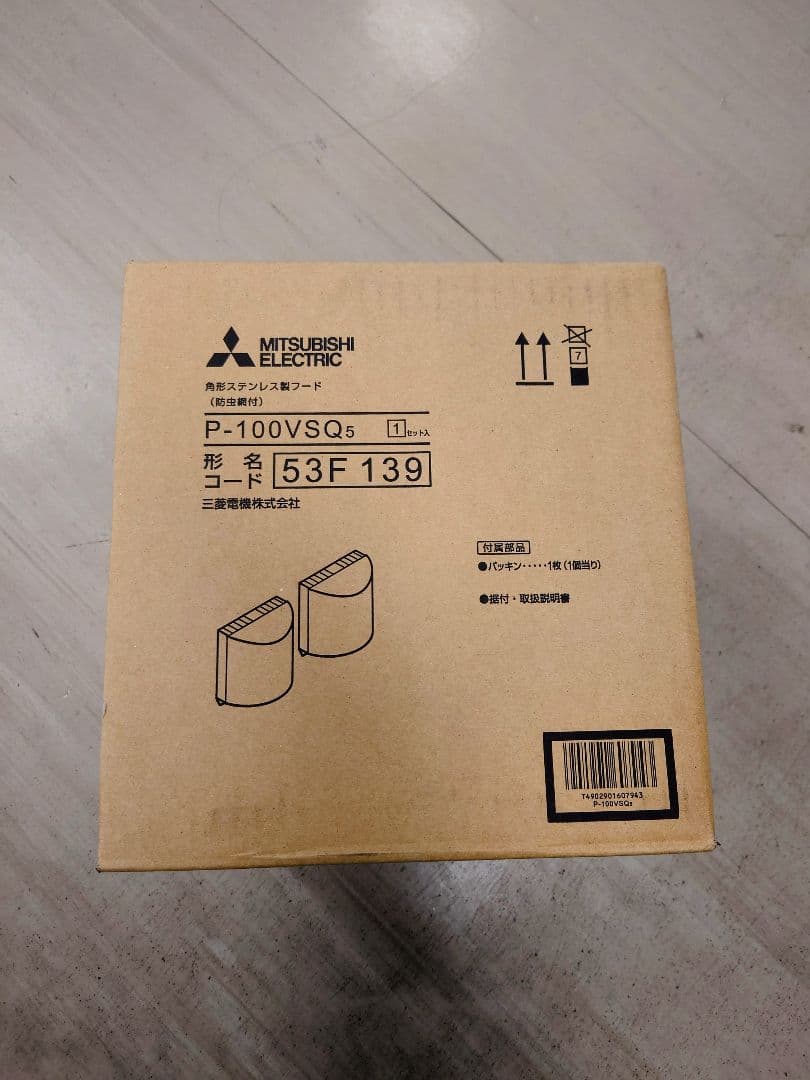 MITSUBISHI
ELECTRIC
角形ステンレス製フード
（防虫網付）
P-100VSQ5 1セット入
形名
コード 53F 139
三菱電機株式会社
7
付属部品
●パッキン・・・・・1枚（1個当り）
●据付・取扱説明書
T4902901607943
P-100VSQ5